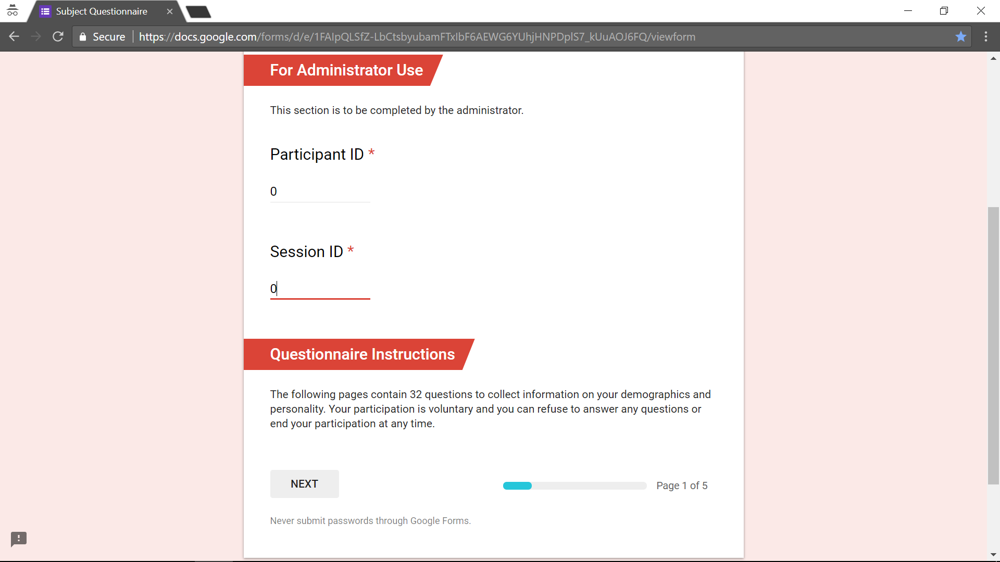 Subject Questionnaire
Secure https://docs.google.com/forms/d/e/1FAIpQLSfZ-LbCtsbyubamFTxIbF6AEWG6YUhjHNPDplS7_kUuAOJ6FQ/viewform
For Administrator Use
This section is to be completed by the administrator.
Participant ID *
0
Session ID *
0
Questionnaire Instructions
The following pages contain 32 questions to collect information on your demographics and
personality. Your participation is voluntary and you can refuse to answer any questions or
end your participation at any time.
NEXT
Page 1 of 5
Never submit passwords through Google Forms.